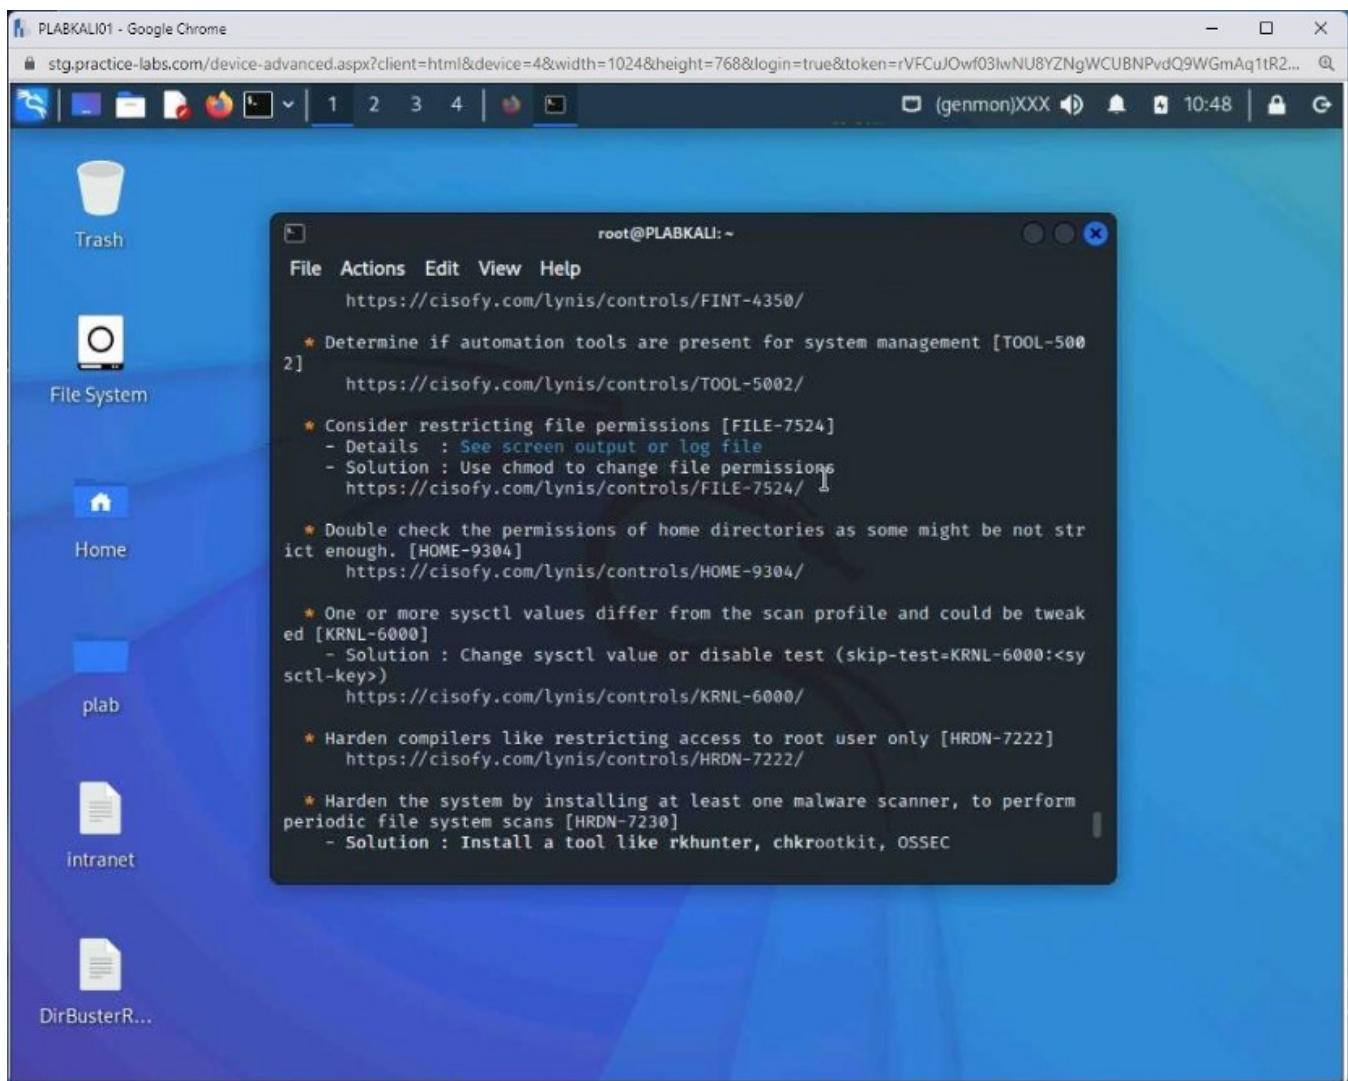 PLABKALI01 - Google Chrome
stg.practice-labs.com/device-advanced.aspx?client=html&device=4&width=1024&height=768&login=true&token=rVFCuJOwf03IwNU8YZNgWCUBNPvdQ9WGmAq1tR2...
1 2 3 4 (genmon)XXX 10:48
Trash
File System
Home
plab
intranet
DirBusterR...
root@PLABKALI: ~
File Actions Edit View Help
https://cisofy.com/lynis/controls/FINT-4350/
* Determine if automation tools are present for system management [TOOL-500
2]
https://cisofy.com/lynis/controls/TOOL-5002/
* Consider restricting file permissions [FILE-7524]
- Details  : See screen output or log file
- Solution : Use chmod to change file permissions
https://cisofy.com/lynis/controls/FILE-7524/
* Double check the permissions of home directories as some might be not str
ict enough. [HOME-9304]
https://cisofy.com/lynis/controls/HOME-9304/
* One or more sysctl values differ from the scan profile and could be tweak
ed [KRNL-6000]
- Solution : Change sysctl value or disable test (skip-test=KRNL-6000:<sy
sctl-key>)
https://cisofy.com/lynis/controls/KRNL-6000/
* Harden compilers like restricting access to root user only [HRDN-7222]
https://cisofy.com/lynis/controls/HRDN-7222/
* Harden the system by installing at least one malware scanner, to perform
periodic file system scans [HRDN-7230]
- Solution : Install a tool like rkhunter, chkrootkit, OSSEC